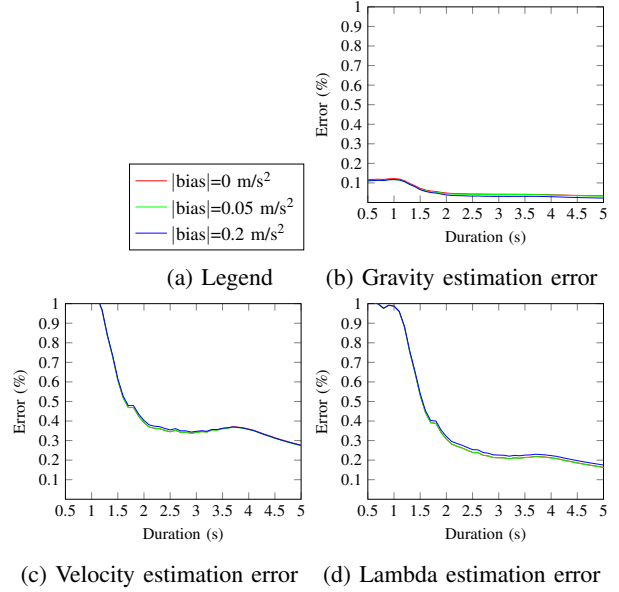 1
0.9
0.8
0.7
0.6
0.5
0.4
0.3
0.2
0.1
Error (%)
0.5 1 1.5 2 2.5 3 3.5 4 4.5 5
Duration (s)
|bias|=0 m/s²
|bias|=0.05 m/s²
|bias|=0.2 m/s²
(a) Legend
(b) Gravity estimation error
1
0.9
0.8
0.7
0.6
0.5
0.4
0.3
0.2
0.1
Error (%)
0.5 1 1.5 2 2.5 3 3.5 4 4.5 5
Duration (s)
(c) Velocity estimation error
1
0.9
0.8
0.7
0.6
0.5
0.4
0.3
0.2
0.1
Error (%)
0.5 1 1.5 2 2.5 3 3.5 4 4.5 5
Duration (s)
(d) Lambda estimation error